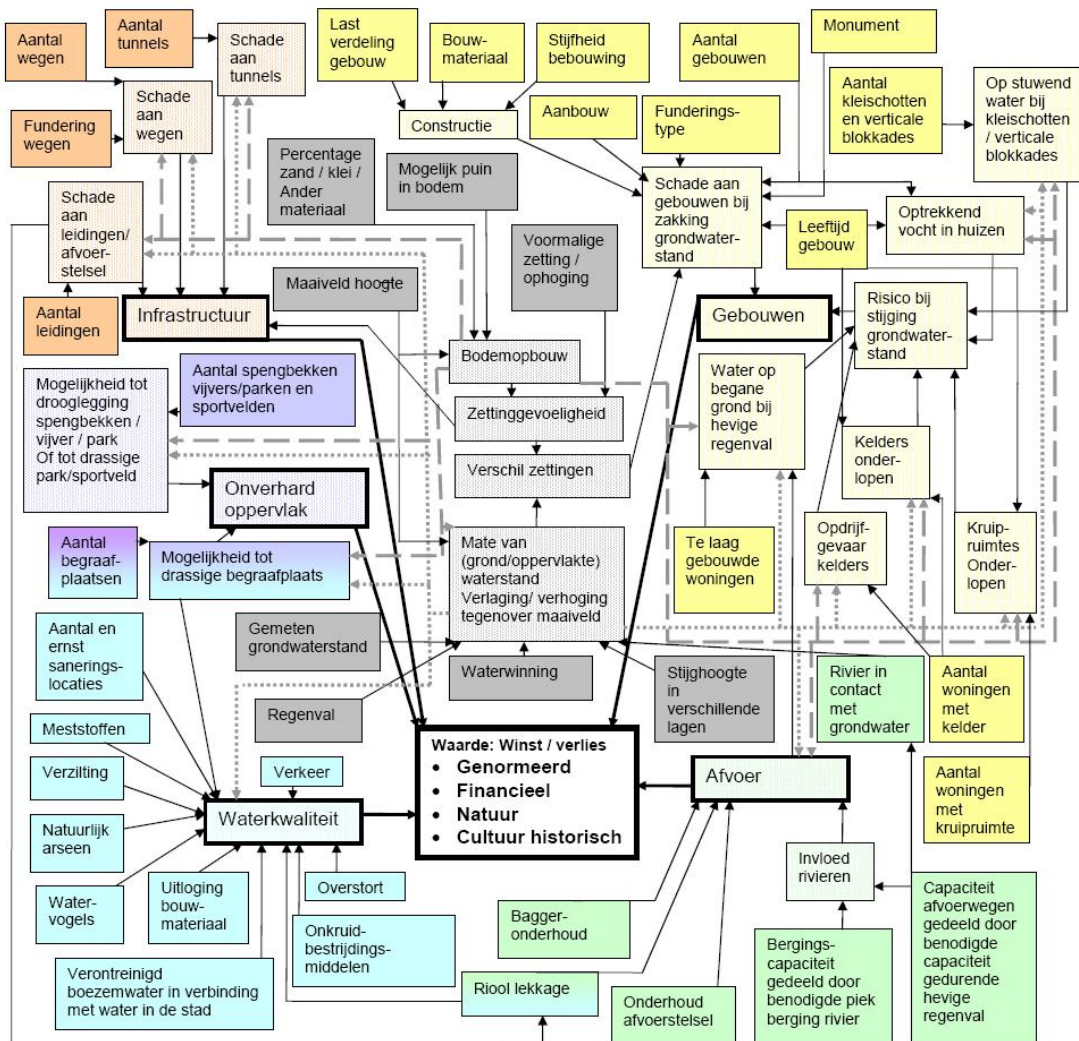 Aantal
wegen
Aantal
tunnels
Schade
aan
tunnels
Last
verdeling
gebouw
Bouw-
materiaal
Stijfheid
bebouwing
Aantal
gebouwen
Monument
Fundering
wegen
Schade
aan
wegen
Constructie
Aanbouw
Funderings-
type
Aantal
kleischotten
en verticale
blokkades
Op stuwend
water bij
kleischotten
/ verticale
blokkades
Percentage
zand / klei /
Ander
materiaal
Mogelijk puin
in bodem
Schade
aan
leidingen/
afvoer-
stelsel
Schade aan
gebouwen bij
zakking
grondwater-
stand
Leeftijd
gebouw
Optrekkend
vocht in huizen
Voormalige
zetting /
ophoging
Maaiveld hoogte
Aantal
leidingen
Infrastructuur
Gebouwen
Risico bij
stijging
grondwater-
stand
Bodemopbouw
Mogelijkheid tot
drooglegging
spengbekken /
vijver / park
Of tot drassige
park/sportveld
Aantal spengbekken
vijvers/parken en
sportvelden
Zettinggevoeligheid
Verschil zettingen
Water op
begane
grond bij
hevige
regenval
Kelders
onder-
lopen
Onverhard
oppervlak
Aantal
begraaf-
plaatsen
Mogelijkheid tot
drassige begraafplaats
Mate van
(grond/oppervlakte)
waterstand
Verlaging/ verhoging
tegenover maaiveld
Te laag
gebouwde
woningen
Opdrijf-
gevaar
kelders
Kruip-
ruimtes
Onder-
lopen
Aantal en
ernst
sanerings-
locaties
Gemeten
grondwaterstand
Waterwinning
Stijghoogte
in
verschillende
lagen
Rivier in
contact
met
grondwater
Aantal
woningen
met
kelder
Regenval
Meststoffen
Verzilting
Natuurlijk
arseen
Water-
vogels
Verkeer
Waterkwaliteit
Waarde: Winst / verlies
• Genormeerd
• Financieel
• Natuur
• Cultuur historisch
Afvoer
Aantal
woningen
met
kruipruimte
Uitloging
bouw-
materiaal
Overstort
Invloed
rivieren
Onkruid-
bestrijdings-
middelen
Bagger-
onderhoud
Verontreinigd
boezemwater in verbinding
met water in de stad
Riool lekkage
Onderhoud
afvoerstelsel
Bergings-
capaciteit
gedeeld door
benodigde piek
berging rivier
Capaciteit
afvoerwegen
gedeeld door
benodigde
capaciteit
gedurende
hevige
regenval